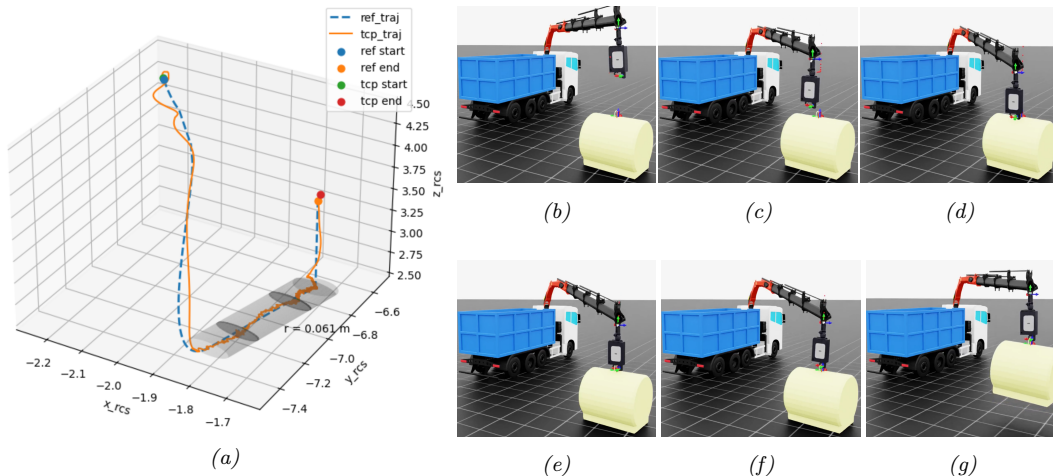 ref_traj
tcp_traj
ref start
ref end
tcp start
tcp end
4.50
4.25
4.00
3.75
3.50
3.25
3.00
2.75
2.50
z_rcs
−6.6
−6.8
−7.0
−7.2
−7.4
y_rcs
r = 0.061 m
−2.2
−2.1
−2.0
−1.9
−1.8
−1.7
x_rcs
(a)
(b)
(c)
(d)
(e)
(f)
(g)